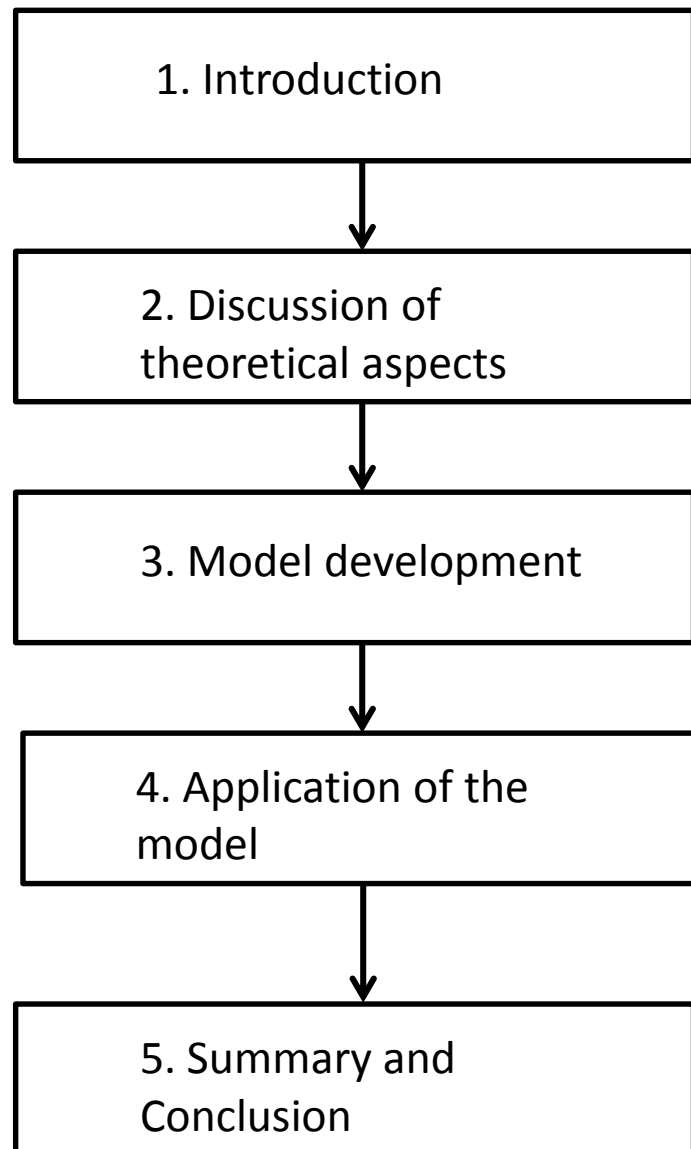 1. Introduction
2. Discussion of
theoretical aspects
3. Model development
4. Application of the
model
5. Summary and
Conclusion